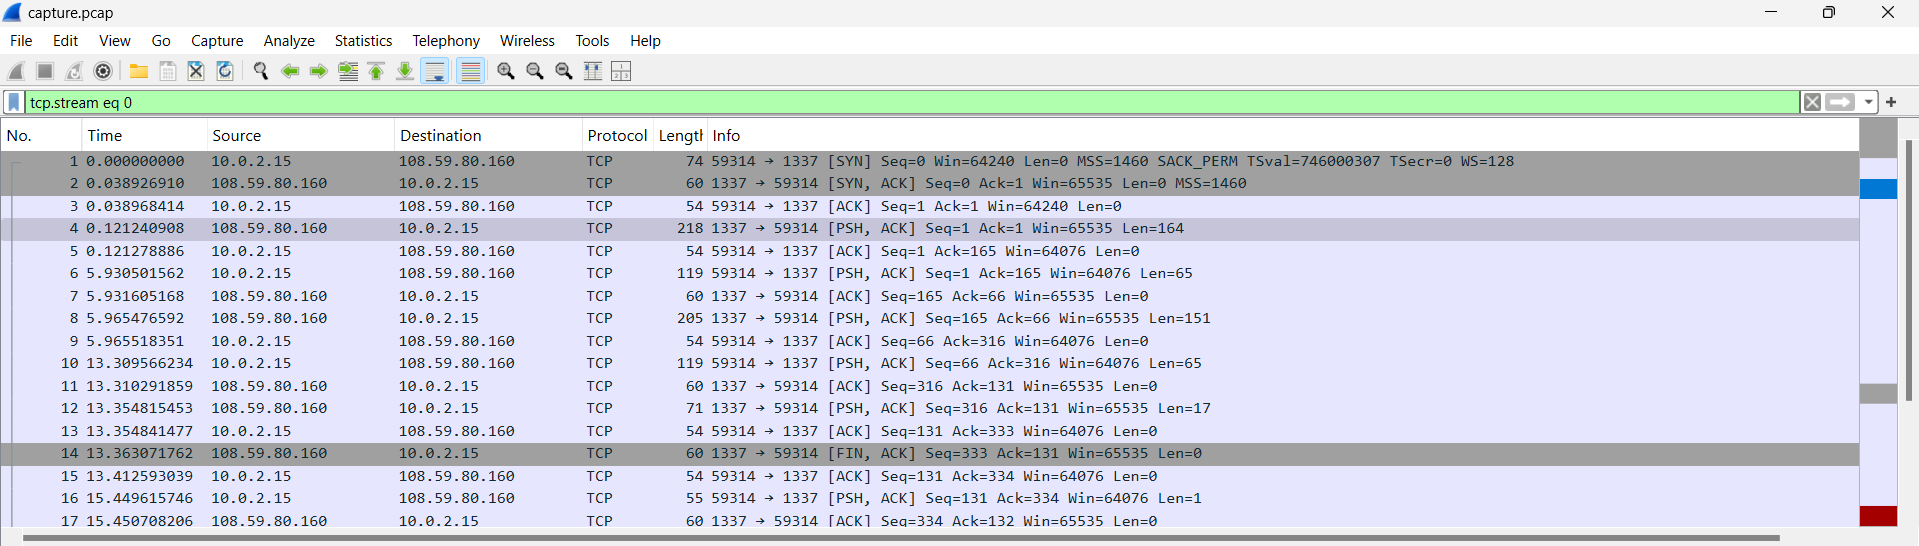 capture.pcap
File Edit View Go Capture Analyze Statistics Telephony Wireless Tools Help
tcp.stream eq 0
No. Time Source Destination Protocol Length Info
1 0.000000000 10.0.2.15 108.59.80.160 TCP 74 59314 → 1337 [SYN] Seq=0 Win=64240 Len=0 MSS=1460 SACK_PERM TSval=746000307 TSecr=0 WS=128
2 0.038926910 108.59.80.160 10.0.2.15 TCP 60 1337 → 59314 [SYN, ACK] Seq=0 Ack=1 Win=65535 Len=0 MSS=1460
3 0.038968414 10.0.2.15 108.59.80.160 TCP 54 59314 → 1337 [ACK] Seq=1 Ack=1 Win=64240 Len=0
4 0.121240908 108.59.80.160 10.0.2.15 TCP 218 1337 → 59314 [PSH, ACK] Seq=1 Ack=1 Win=65535 Len=164
5 0.121278886 10.0.2.15 108.59.80.160 TCP 54 59314 → 1337 [ACK] Seq=1 Ack=165 Win=64076 Len=0
6 5.930501562 10.0.2.15 108.59.80.160 TCP 119 59314 → 1337 [PSH, ACK] Seq=1 Ack=165 Win=64076 Len=65
7 5.931605168 108.59.80.160 10.0.2.15 TCP 60 1337 → 59314 [ACK] Seq=165 Ack=66 Win=65535 Len=0
8 5.965476592 108.59.80.160 10.0.2.15 TCP 205 1337 → 59314 [PSH, ACK] Seq=165 Ack=66 Win=65535 Len=151
9 5.965518351 10.0.2.15 108.59.80.160 TCP 54 59314 → 1337 [ACK] Seq=66 Ack=316 Win=64076 Len=0
10 13.309566234 10.0.2.15 108.59.80.160 TCP 119 59314 → 1337 [PSH, ACK] Seq=66 Ack=316 Win=64076 Len=65
11 13.310291859 108.59.80.160 10.0.2.15 TCP 60 1337 → 59314 [ACK] Seq=316 Ack=131 Win=65535 Len=0
12 13.354815453 108.59.80.160 10.0.2.15 TCP 71 1337 → 59314 [PSH, ACK] Seq=316 Ack=131 Win=65535 Len=17
13 13.354841477 10.0.2.15 108.59.80.160 TCP 54 59314 → 1337 [ACK] Seq=131 Ack=333 Win=64076 Len=0
14 13.363071762 108.59.80.160 10.0.2.15 TCP 60 1337 → 59314 [FIN, ACK] Seq=333 Ack=131 Win=65535 Len=0
15 13.412593039 10.0.2.15 108.59.80.160 TCP 54 59314 → 1337 [ACK] Seq=131 Ack=334 Win=64076 Len=0
16 15.449615746 10.0.2.15 108.59.80.160 TCP 55 59314 → 1337 [PSH, ACK] Seq=131 Ack=334 Win=64076 Len=1
17 15.450708206 108.59.80.160 10.0.2.15 TCP 60 1337 → 59314 [ACK] Seq=334 Ack=132 Win=65535 Len=0